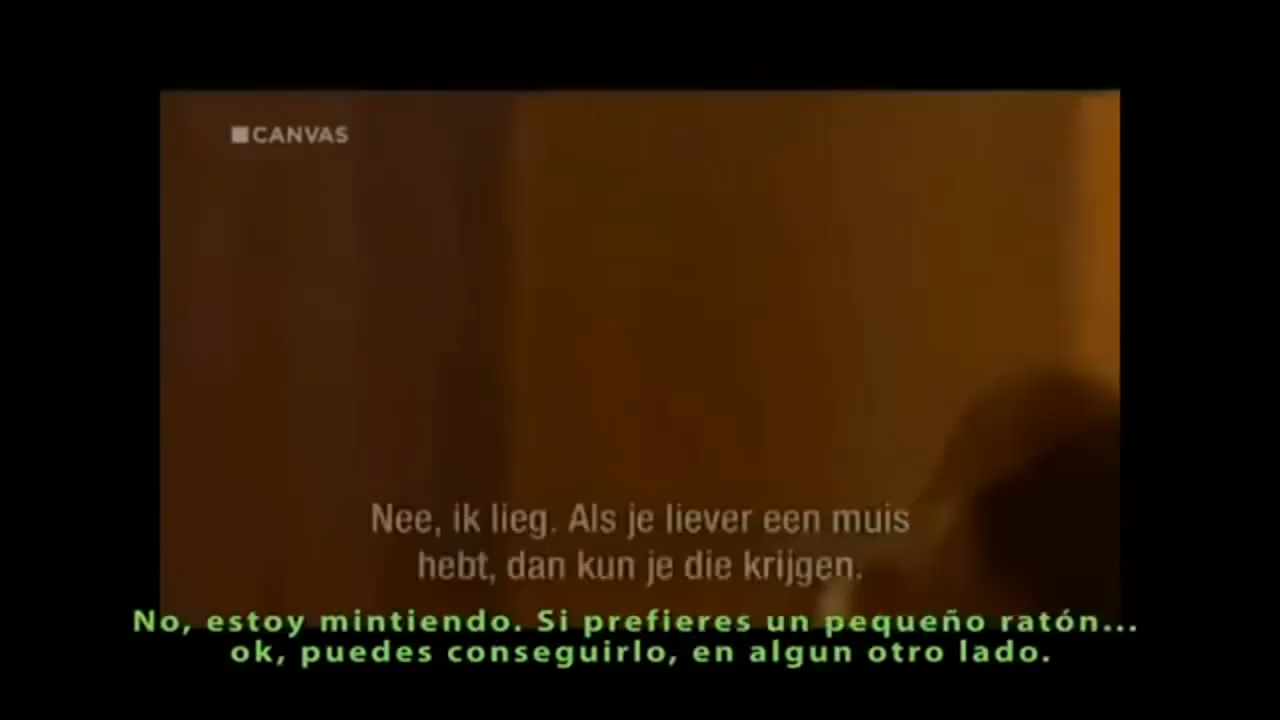 CANVAS
Nee, ik lieg. Als je liever een muis
hebt, dan kun je die krijgen.
No, estoy mintiendo. Si prefieres un pequeño ratón...
ok, puedes conseguirlo, en algun otro lado.